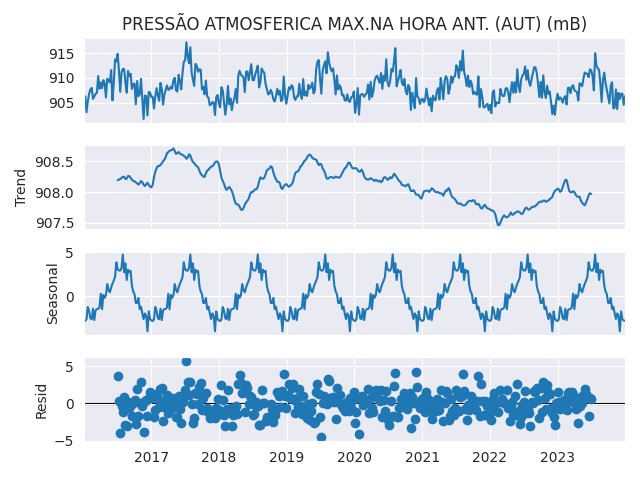 PRESSÃO ATMOSFERICA MAX.NA HORA ANT. (AUT) (mB)
915
910
905
Trend
908.5
908.0
907.5
Seasonal
5
0
Resid
5
0
−5
2017 2018 2019 2020 2021 2022 2023